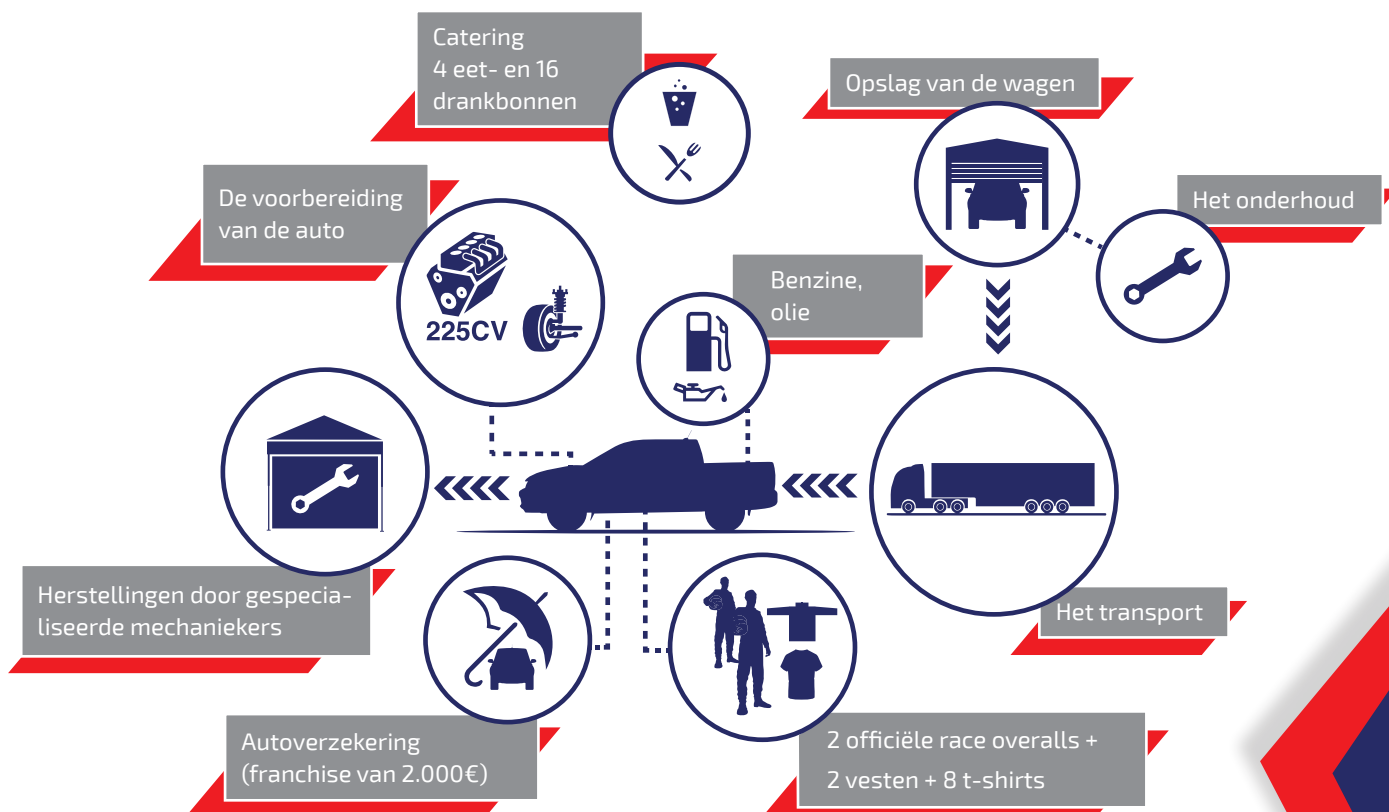 Catering
4 eet- en 16
drankbonnen
Opslag van de wagen
De voorbereiding
van de auto
Het onderhoud
Benzine,
olie
225CV
Herstellingen door gespecia-
liseerde mechaniekers
Het transport
Autoverzekering
(franchise van 2.000€)
2 officiële race overalls +
2 vesten + 8 t-shirts